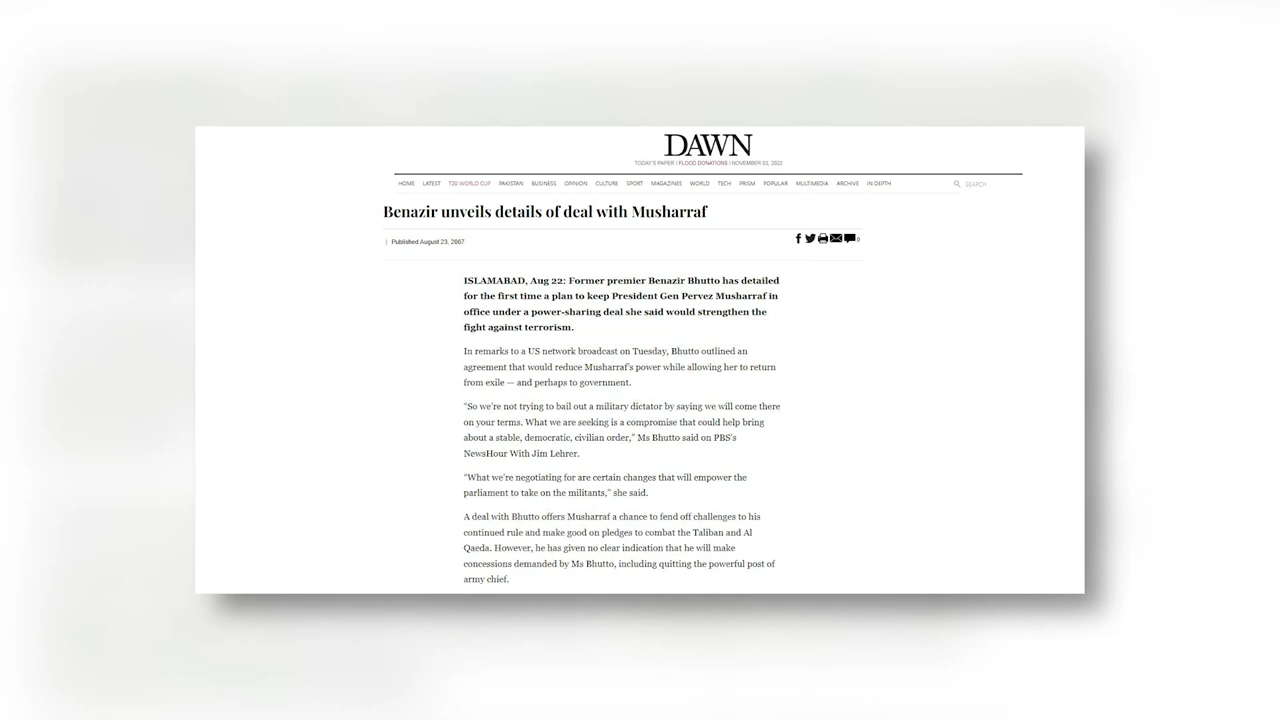 DAWN
TODAY'S PAPER | FLOOD DONATIONS | NOVEMBER 03, 2022
HOME LATEST T20 WORLD CUP PAKISTAN BUSINESS OPINION CULTURE SPORT MAGAZINES WORLD TECH PRISM POPULAR MULTIMEDIA ARCHIVE IN DEPTH SEARCH
Benazir unveils details of deal with Musharraf
| Published August 23, 2007
0
ISLAMABAD, Aug 22: Former premier Benazir Bhutto has detailed
for the first time a plan to keep President Gen Pervez Musharraf in
office under a power-sharing deal she said would strengthen the
fight against terrorism.
In remarks to a US network broadcast on Tuesday, Bhutto outlined an
agreement that would reduce Musharraf's power while allowing her to return
from exile — and perhaps to government.
“So we're not trying to bail out a military dictator by saying we will come there
on your terms. What we are seeking is a compromise that could help bring
about a stable, democratic, civilian order,” Ms Bhutto said on PBS's
NewsHour With Jim Lehrer.
“What we're negotiating for are certain changes that will empower the
parliament to take on the militants,” she said.
A deal with Bhutto offers Musharraf a chance to fend off challenges to his
continued rule and make good on pledges to combat the Taliban and Al
Qaeda. However, he has given no clear indication that he will make
concessions demanded by Ms Bhutto, including quitting the powerful post of
army chief.